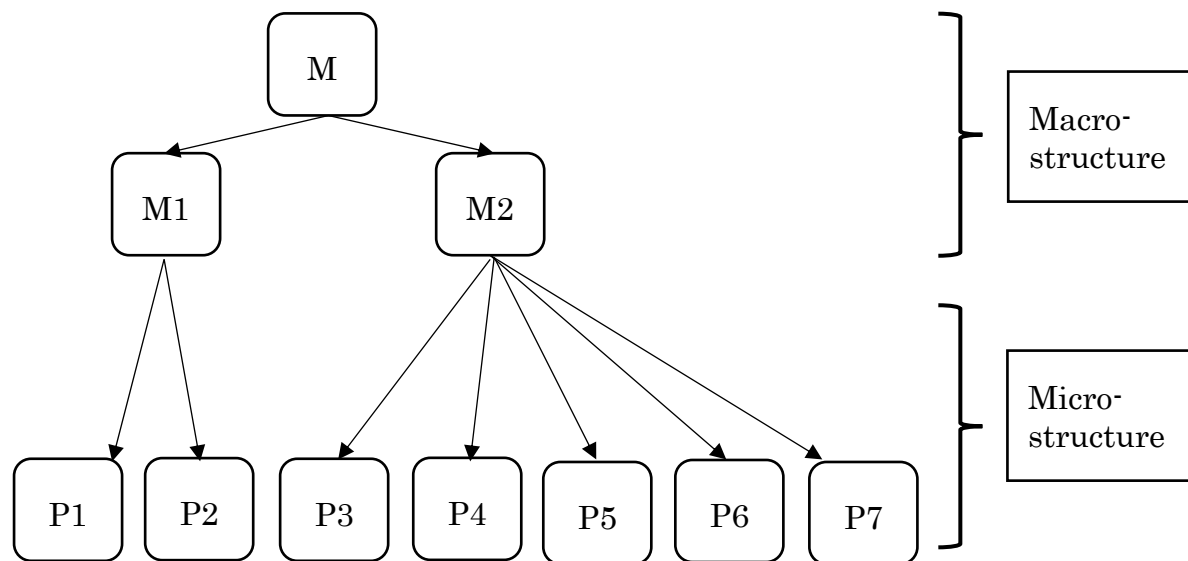 M
Macro-
structure
M1
M2
Micro-
structure
P1
P2
P3
P4
P5
P6
P7